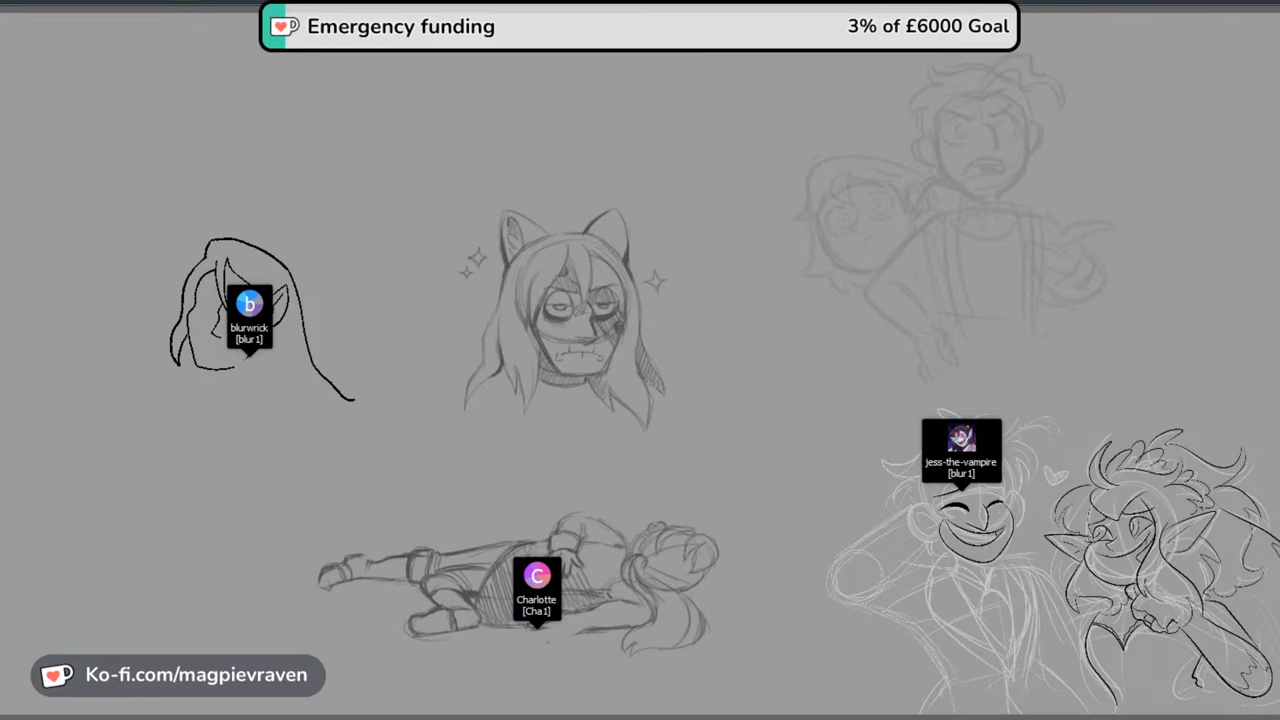 Emergency funding
3% of £6000 Goal
b
blurwrick
[blur1]
jess-the-vampire
[blur1]
C
Charlotte
[Cha1]
Ko-fi.com/magpievraven